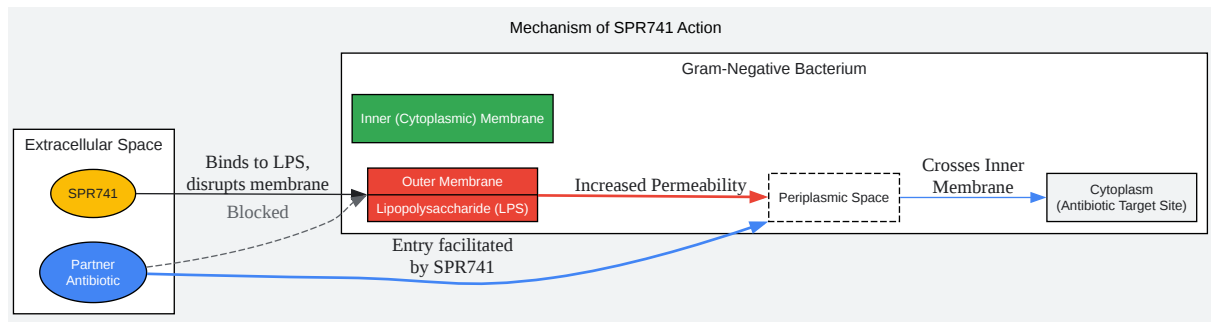 Mechanism of SPR741 Action
Gram-Negative Bacterium
Inner (Cytoplasmic) Membrane
Extracellular Space
SPR741
Binds to LPS,
disrupts membrane
Blocked
Outer Membrane
Lipopolysaccharide (LPS)
Increased Permeability
Periplasmic Space
Crosses Inner
Membrane
Cytoplasm
(Antibiotic Target Site)
Partner
Antibiotic
Entry facilitated
by SPR741